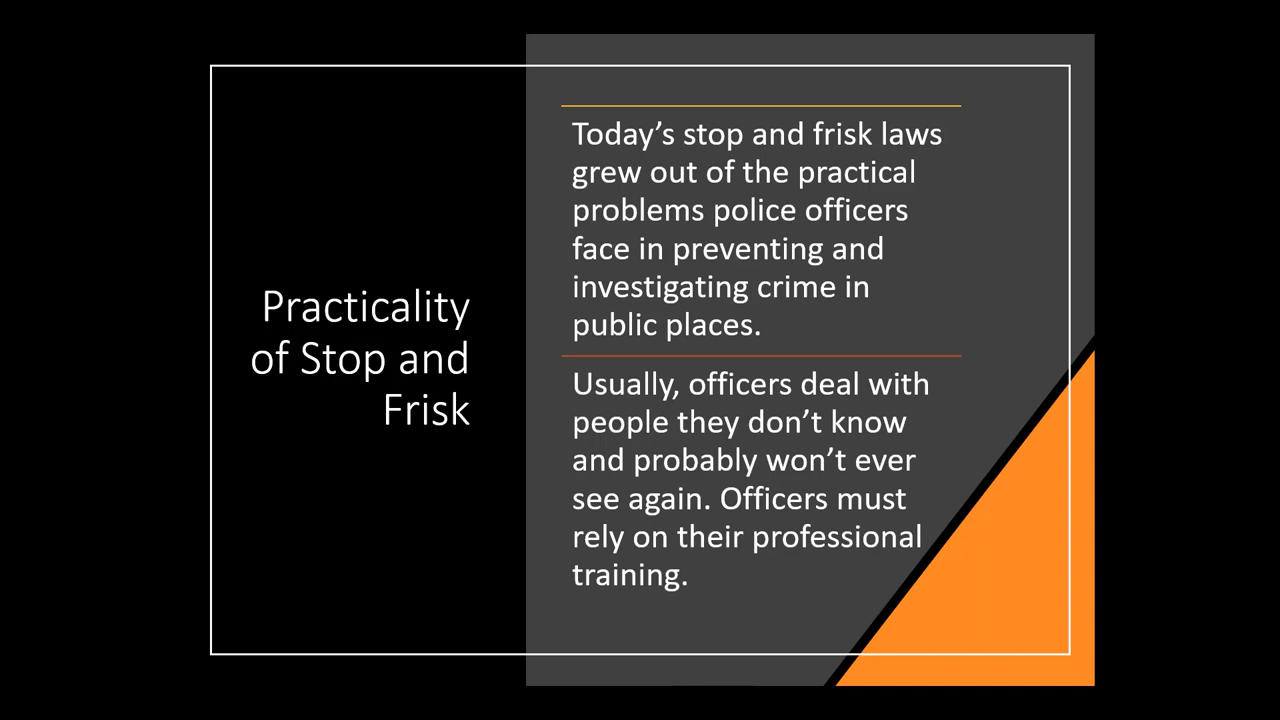 Practicality
of Stop and
Frisk
Today’s stop and frisk laws
grew out of the practical
problems police officers
face in preventing and
investigating crime in
public places.
Usually, officers deal with
people they don’t know
and probably won’t ever
see again. Officers must
rely on their professional
training.